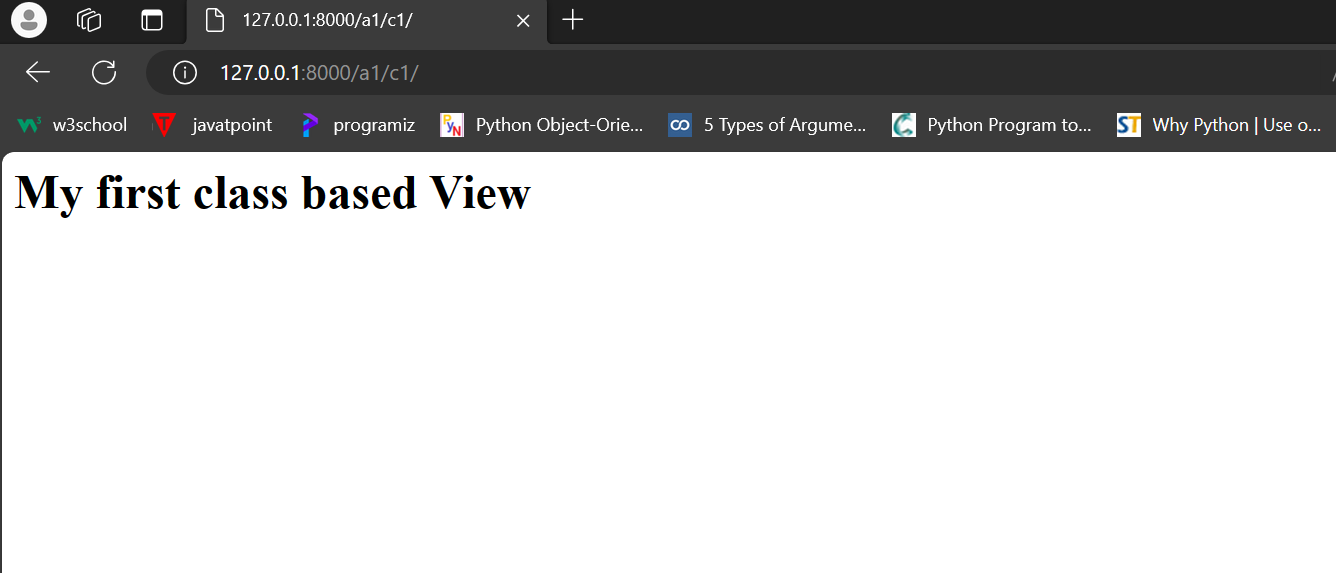 127.0.0.1:8000/a1/c1/
127.0.0.1:8000/a1/c1/
w3school javatpoint programiz Python Object-Orie... 5 Types of Argume... Python Program to... Why Python | Use o...
My first class based View